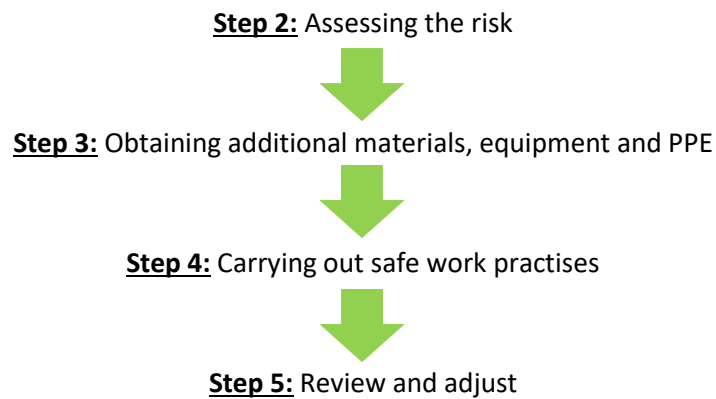 Step 2: Assessing the risk
Step 3: Obtaining additional materials, equipment and PPE
Step 4: Carrying out safe work practises
Step 5: Review and adjust